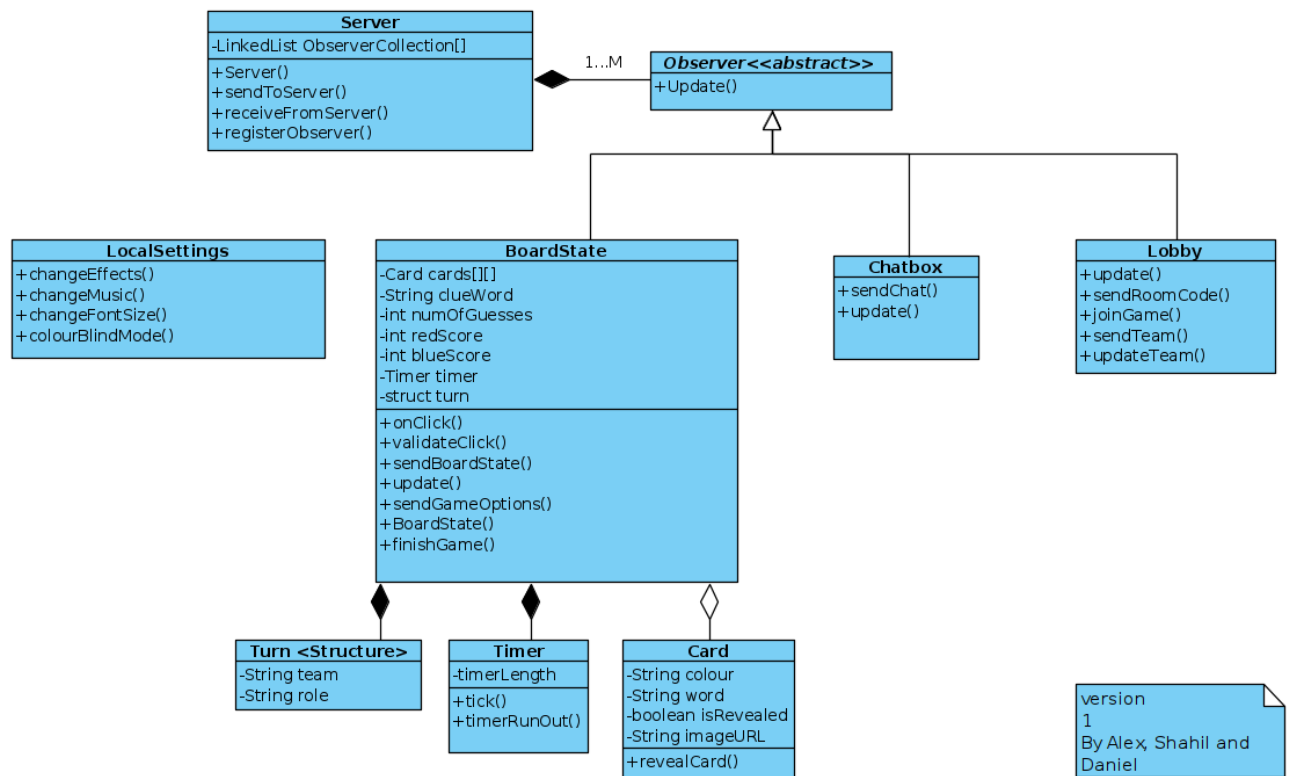 Server
-LinkedList ObserverCollection[]
+Server()
+sendToServer()
+receiveFromServer()
+registerObserver()
1...M
Observer<<abstract>>
+Update()
LocalSettings
+changeEffects()
+changeMusic()
+changeFontSize()
+colourBlindMode()
BoardState
-Card cards[][]
-String clueWord
-int numOfGuesses
-int redScore
-int blueScore
-Timer timer
-struct turn
+onClick()
+validateClick()
+sendBoardState()
+update()
+sendGameOptions()
+BoardState()
+finishGame()
Chatbox
+sendChat()
+update()
Lobby
+update()
+sendRoomCode()
+joinGame()
+sendTeam()
+updateTeam()
Turn <Structure>
-String team
-String role
Timer
-timerLength
+tick()
+timerRunOut()
Card
-String colour
-String word
-boolean isRevealed
-String imageURL
+revealCard()
version
1
By Alex, Shahil and
Daniel